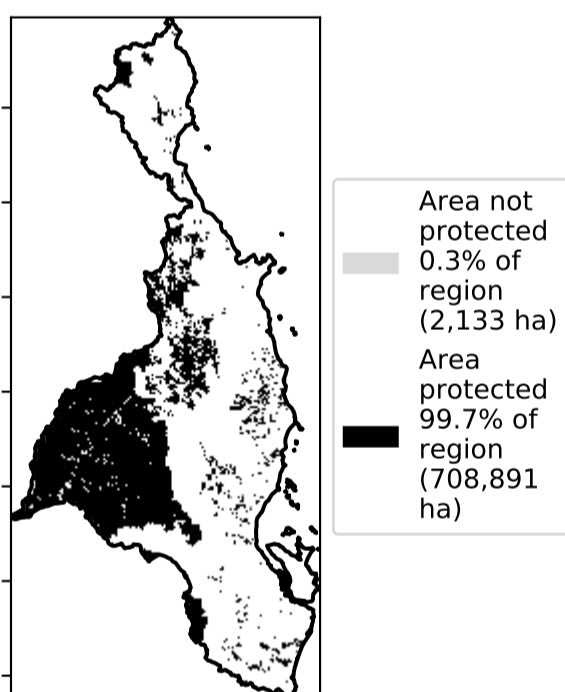 Area not
protected
0.3% of
region
(2,133 ha)
Area
protected
99.7% of
region
(708,891
ha)